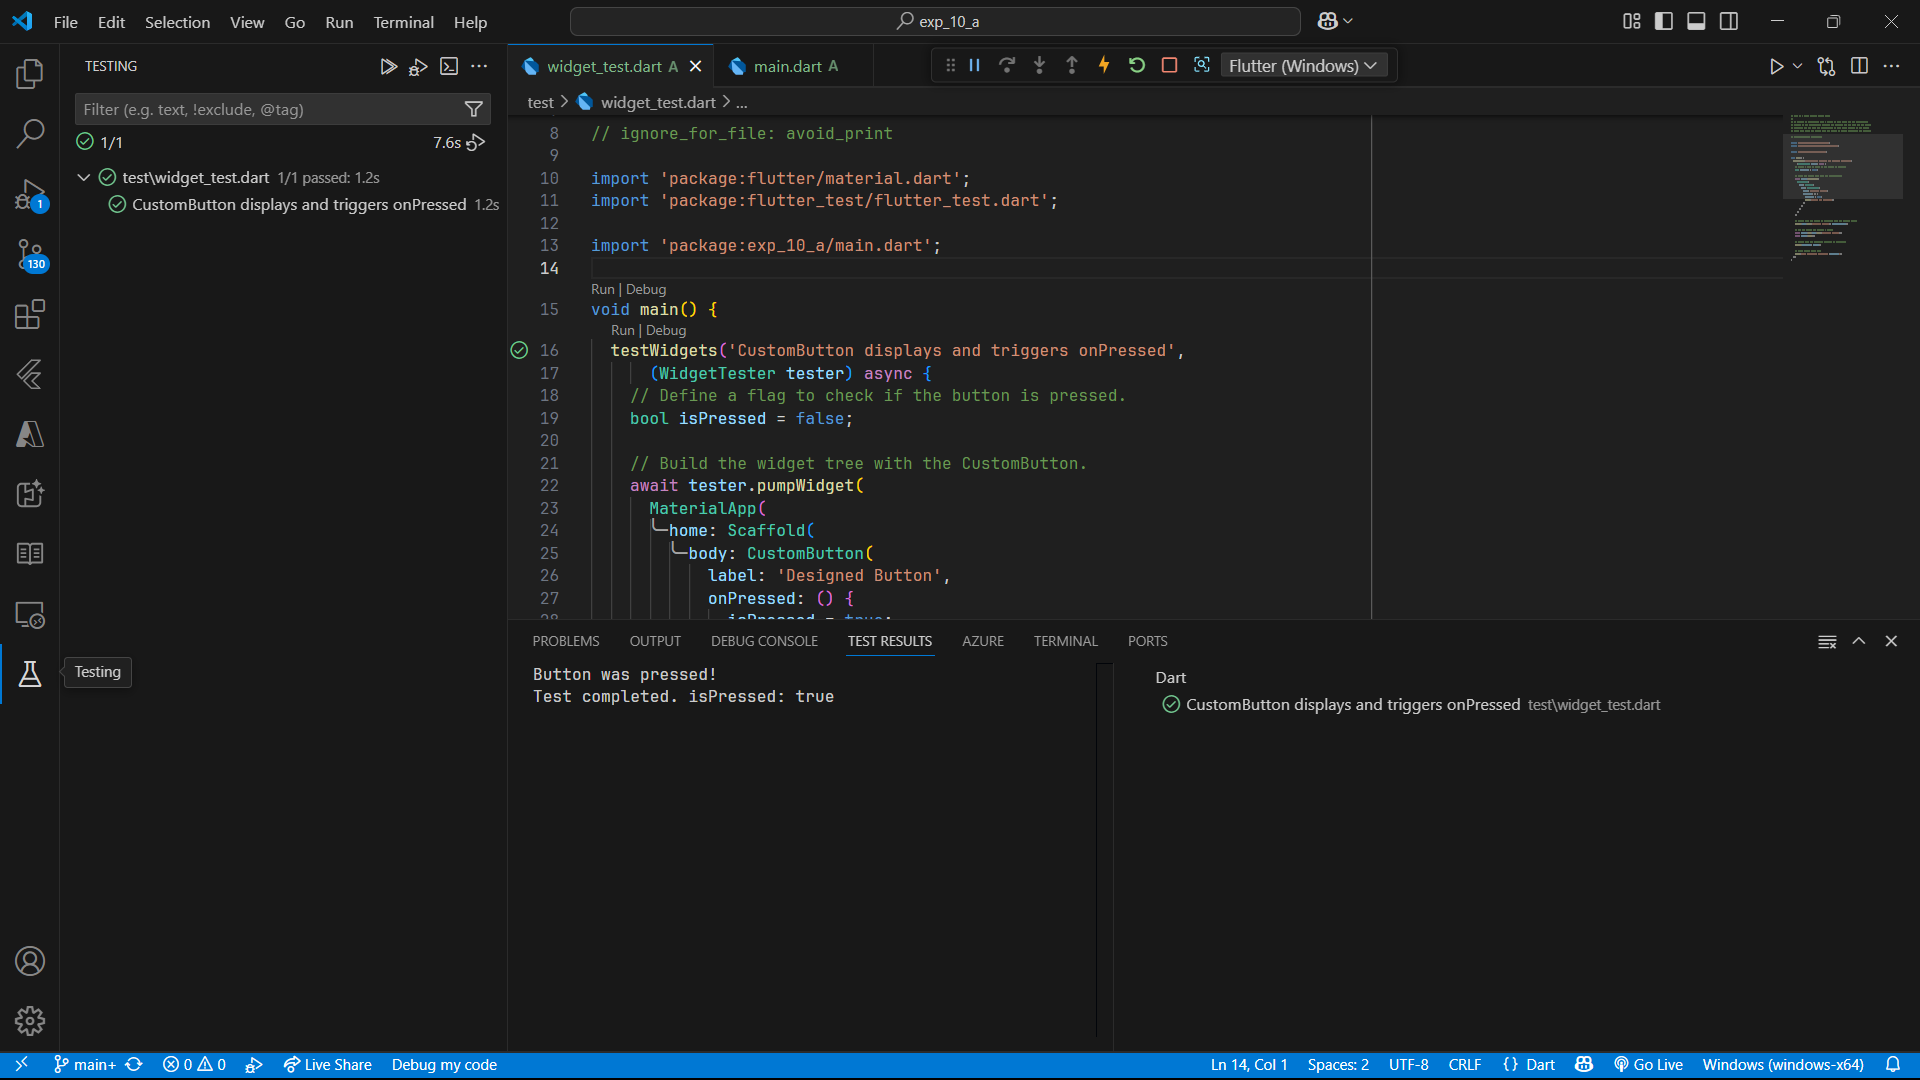 File Edit Selection View Go Run Terminal Help
exp_10_a
TESTING
Filter (e.g. text, !exclude, @tag)
1/1
7.6s
test\widget_test.dart 1/1 passed: 1.2s
CustomButton displays and triggers onPressed 1.2s
1
130
Testing
widget_test.dart A
main.dart A
Flutter (Windows)
test > widget_test.dart > ...
8 // ignore_for_file: avoid_print
9
10 import 'package:flutter/material.dart';
11 import 'package:flutter_test/flutter_test.dart';
12
13 import 'package:exp_10_a/main.dart';
14
Run | Debug
15 void main() {
Run | Debug
16 testWidgets('CustomButton displays and triggers onPressed',
17 (WidgetTester tester) async {
18 // Define a flag to check if the button is pressed.
19 bool isPressed = false;
20
21 // Build the widget tree with the CustomButton.
22 await tester.pumpWidget(
23 MaterialApp(
24 home: Scaffold(
25 body: CustomButton(
26 label: 'Designed Button',
27 onPressed: () {
28 isPressed = true;
PROBLEMS OUTPUT DEBUG CONSOLE TEST RESULTS AZURE TERMINAL PORTS
Button was pressed!
Test completed. isPressed: true
Dart
CustomButton displays and triggers onPressed test\widget_test.dart
main+ 0 0 Live Share Debug my code
Ln 14, Col 1 Spaces: 2 UTF-8 CRLF {} Dart Go Live Windows (windows-x64)